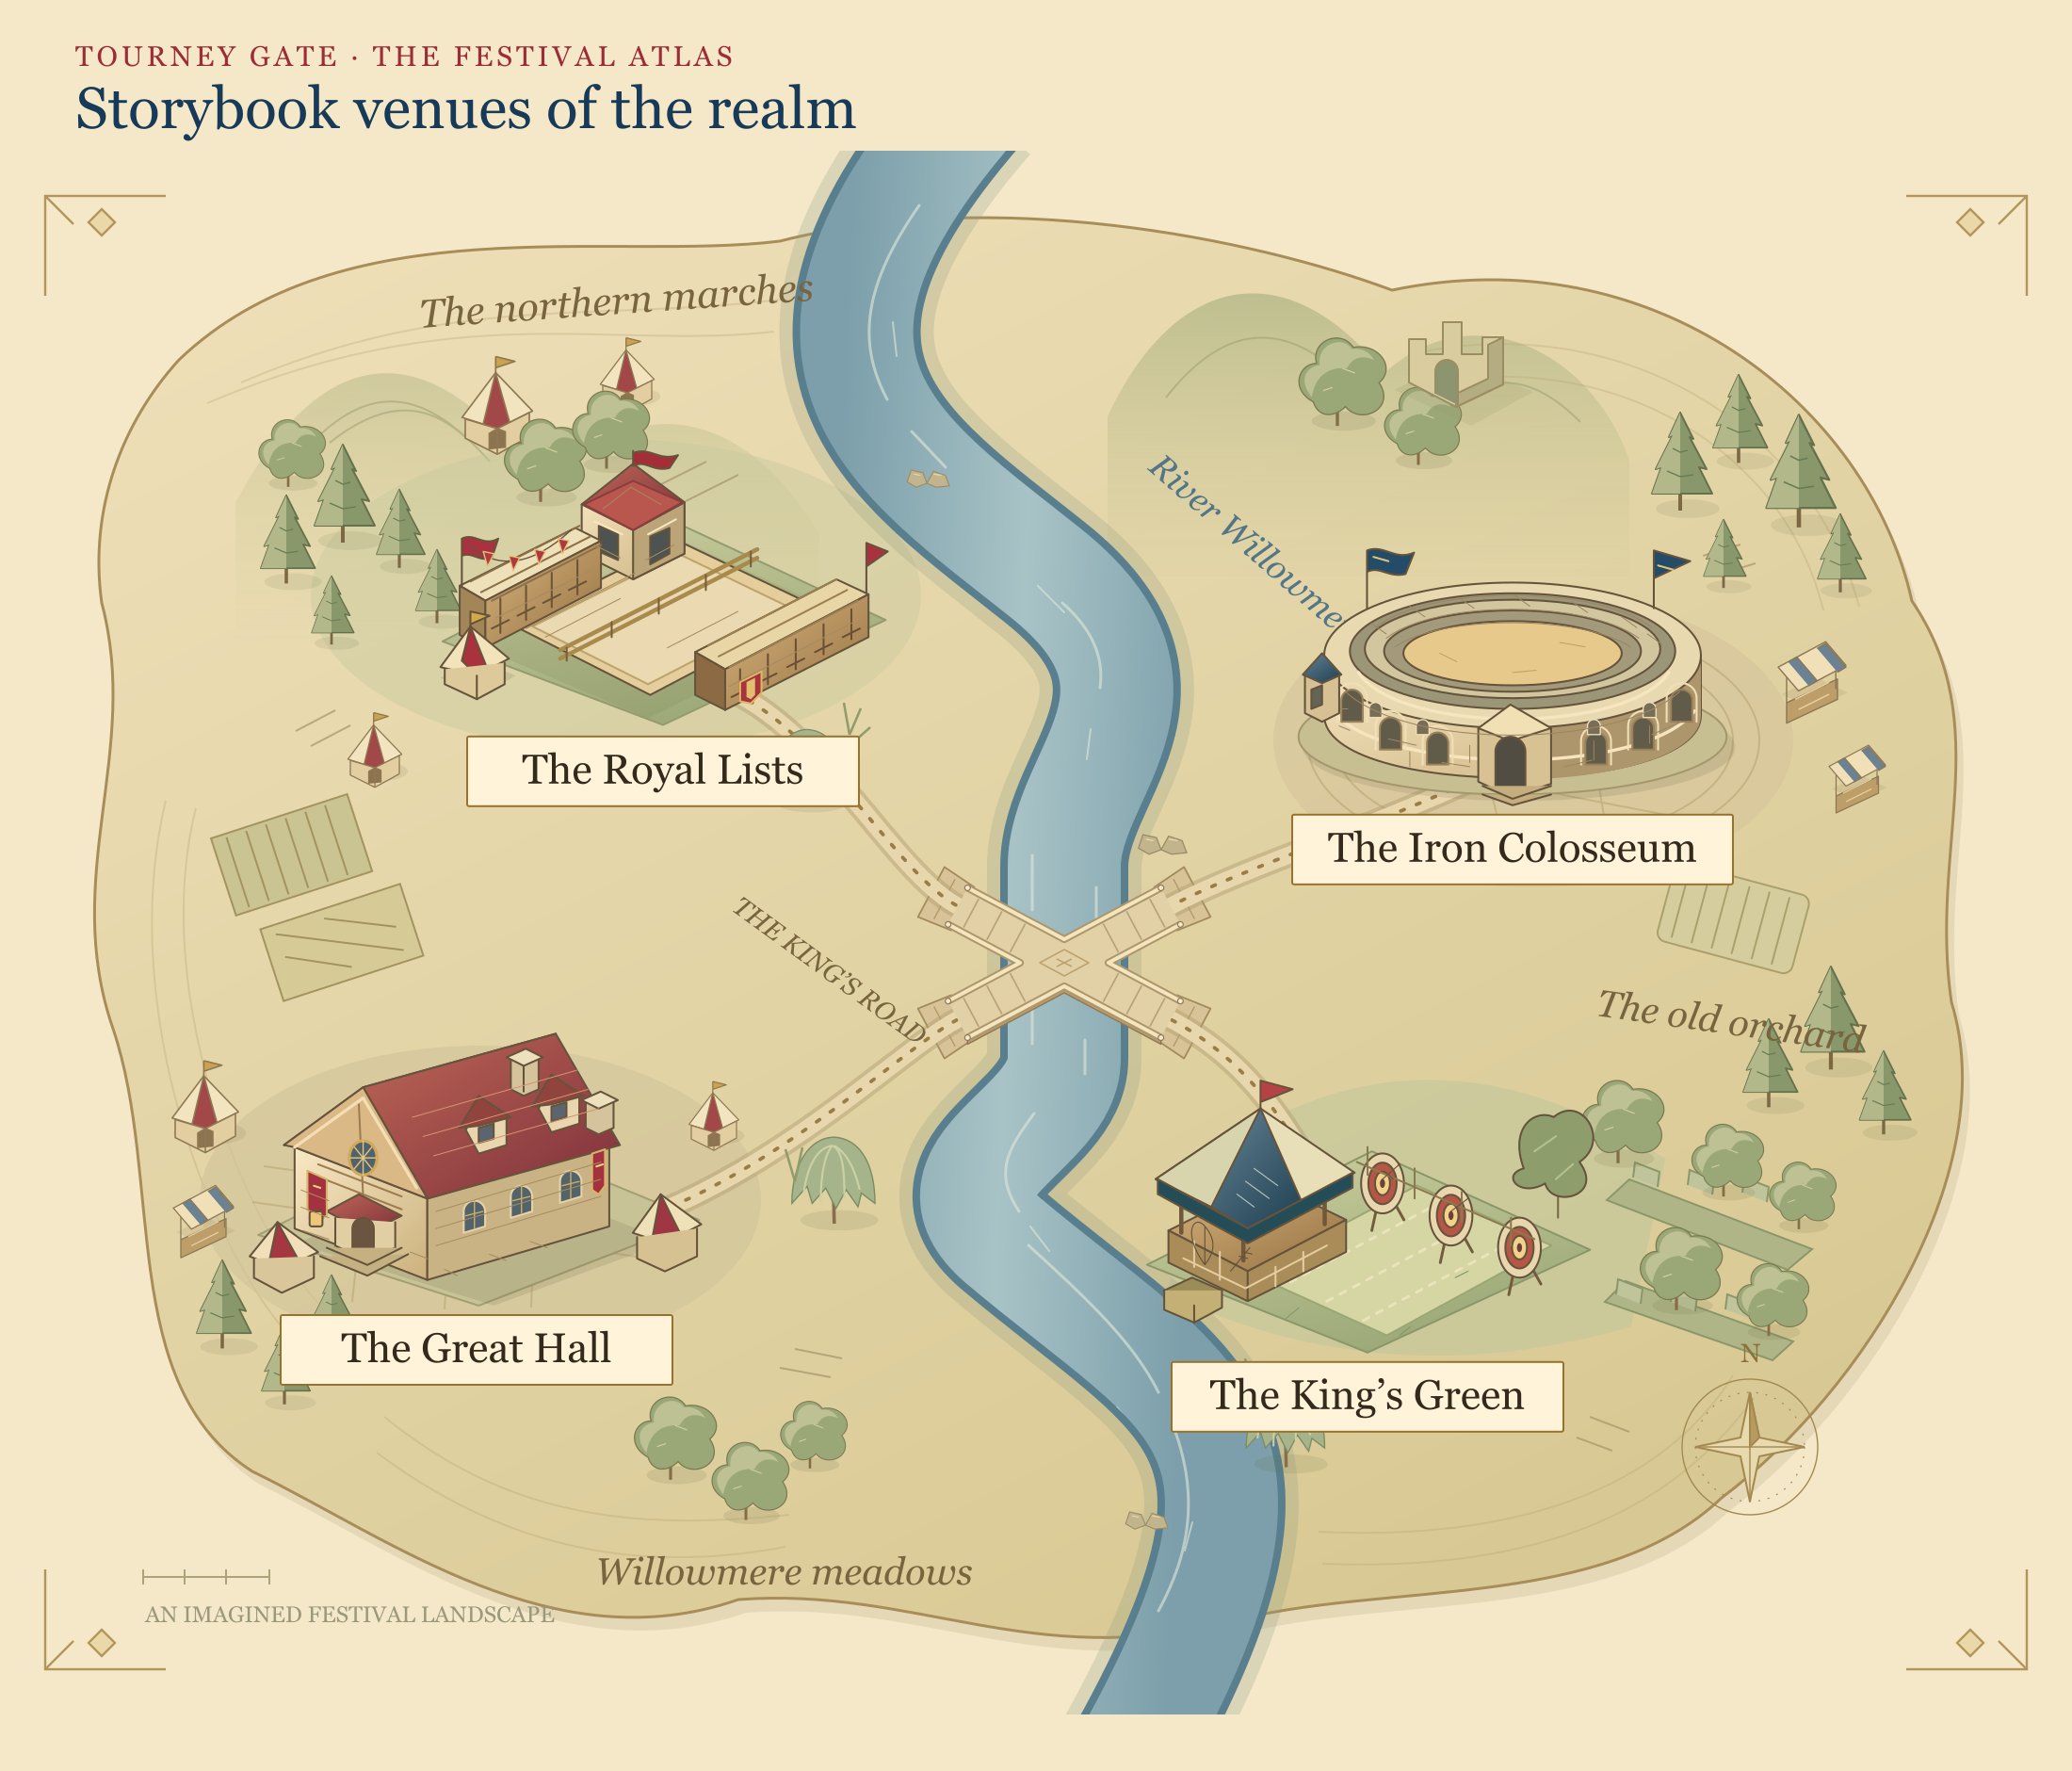 TOURNEY GATE · THE FESTIVAL ATLAS
Storybook venues of the realm
The northern marches
River Willowme
The Royal Lists
The Iron Colosseum
THE KING’S ROAD
The old orchard
The Great Hall
The King’s Green
N
Willowmere meadows
AN IMAGINED FESTIVAL LANDSCAPE